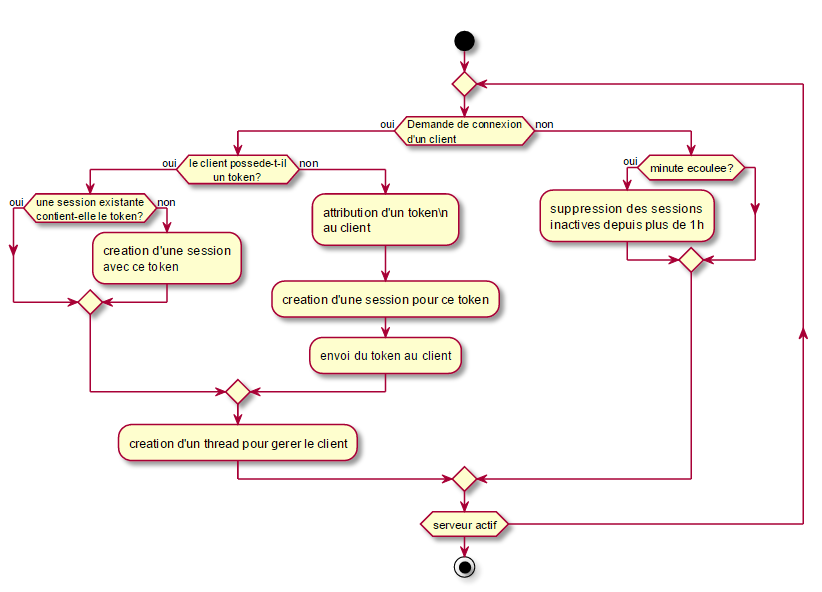 oui
Demande de connexion
d'un client
non
oui
le client possede-t-il
un token?
non
oui
minute ecoulee?
oui
une session existante
contient-elle le token?
non
attribution d'un token\n
au client
suppression des sessions
inactives depuis plus de 1h
creation d'une session
avec ce token
creation d'une session pour ce token
envoi du token au client
creation d'un thread pour gerer le client
serveur actif